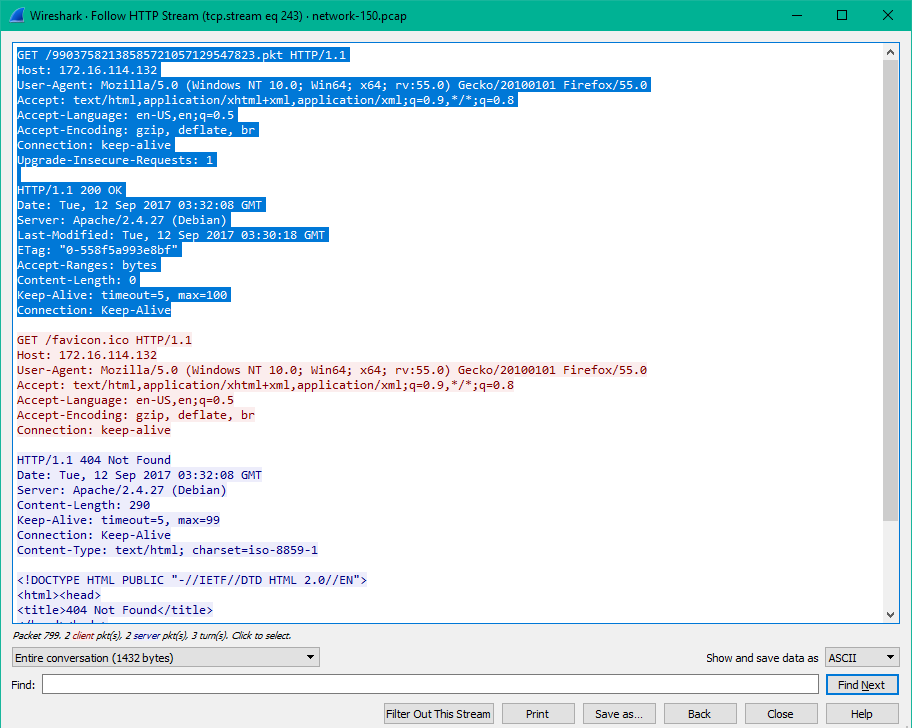 Wireshark · Follow HTTP Stream (tcp.stream eq 243) · network-150.pcap
GET /99037582138585721057129547823.pkt HTTP/1.1
Host: 172.16.114.132
User-Agent: Mozilla/5.0 (Windows NT 10.0; Win64; x64; rv:55.0) Gecko/20100101 Firefox/55.0
Accept: text/html,application/xhtml+xml,application/xml;q=0.9,*/*;q=0.8
Accept-Language: en-US,en;q=0.5
Accept-Encoding: gzip, deflate, br
Connection: keep-alive
Upgrade-Insecure-Requests: 1
HTTP/1.1 200 OK
Date: Tue, 12 Sep 2017 03:32:08 GMT
Server: Apache/2.4.27 (Debian)
Last-Modified: Tue, 12 Sep 2017 03:30:18 GMT
ETag: "0-558f5a993e8bf"
Accept-Ranges: bytes
Content-Length: 0
Keep-Alive: timeout=5, max=100
Connection: Keep-Alive
GET /favicon.ico HTTP/1.1
Host: 172.16.114.132
User-Agent: Mozilla/5.0 (Windows NT 10.0; Win64; x64; rv:55.0) Gecko/20100101 Firefox/55.0
Accept: text/html,application/xhtml+xml,application/xml;q=0.9,*/*;q=0.8
Accept-Language: en-US,en;q=0.5
Accept-Encoding: gzip, deflate, br
Connection: keep-alive
HTTP/1.1 404 Not Found
Date: Tue, 12 Sep 2017 03:32:08 GMT
Server: Apache/2.4.27 (Debian)
Content-Length: 290
Keep-Alive: timeout=5, max=99
Connection: Keep-Alive
Content-Type: text/html; charset=iso-8859-1
<!DOCTYPE HTML PUBLIC "-//IETF//DTD HTML 2.0//EN">
<html><head>
<title>404 Not Found</title>
Packet 799. 2 client pkt(s), 2 server pkt(s), 3 turn(s). Click to select.
Entire conversation (1432 bytes)
Show and save data as ASCII
Find:
Find Next
Filter Out This Stream Print Save as... Back Close Help